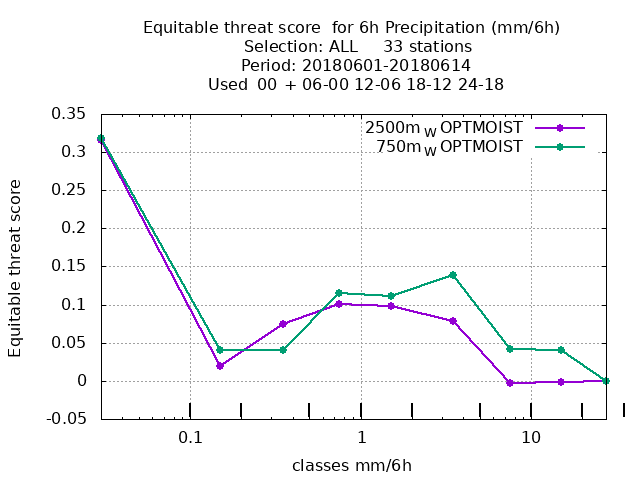 Equitable threat score  for 6h Precipitation (mm/6h)
Selection: ALL     33 stations
Period: 20180601-20180614
Used  00  + 06-00 12-06 18-12 24-18
2500m W OPTMOIST
750m W OPTMOIST
0.35
0.3
0.25
0.2
0.15
0.1
0.05
0
-0.05
Equitable threat score
0.1
1
10
classes mm/6h